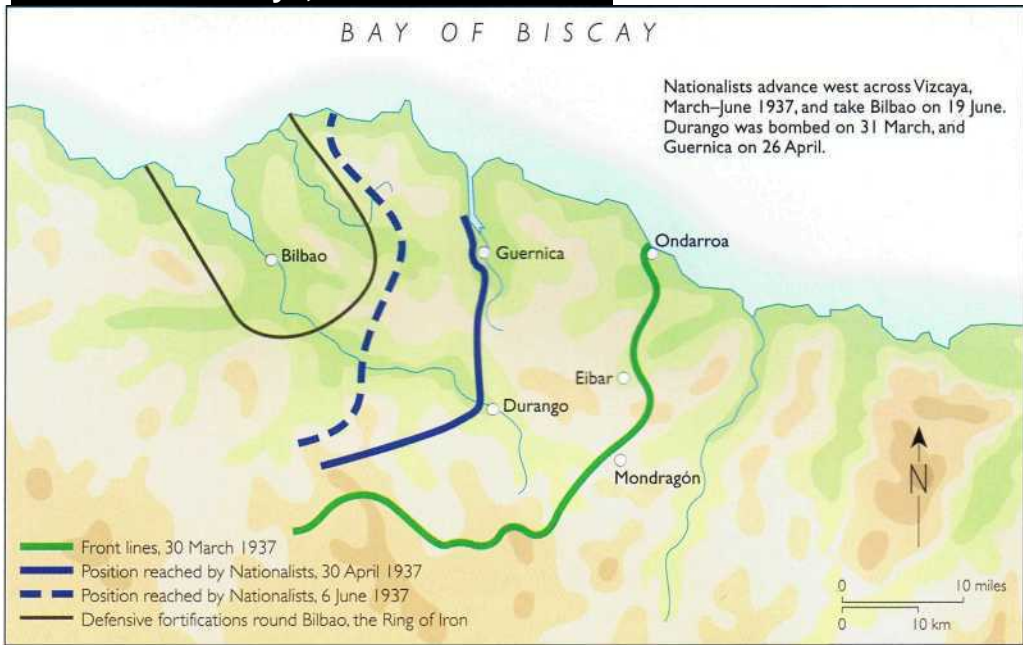 BAY OF BISCAY
Nationalists advance west across Vizcaya,
March–June 1937, and take Bilbao on 19 June.
Durango was bombed on 31 March, and
Guernica on 26 April.
Ondarroa
Guernica
Bilbao
Eibar
Durango
Mondragón
N
Front lines, 30 March 1937
Position reached by Nationalists, 30 April 1937
Position reached by Nationalists, 6 June 1937
Defensive fortifications round Bilbao, the Ring of Iron
0 10 miles
0 10 km